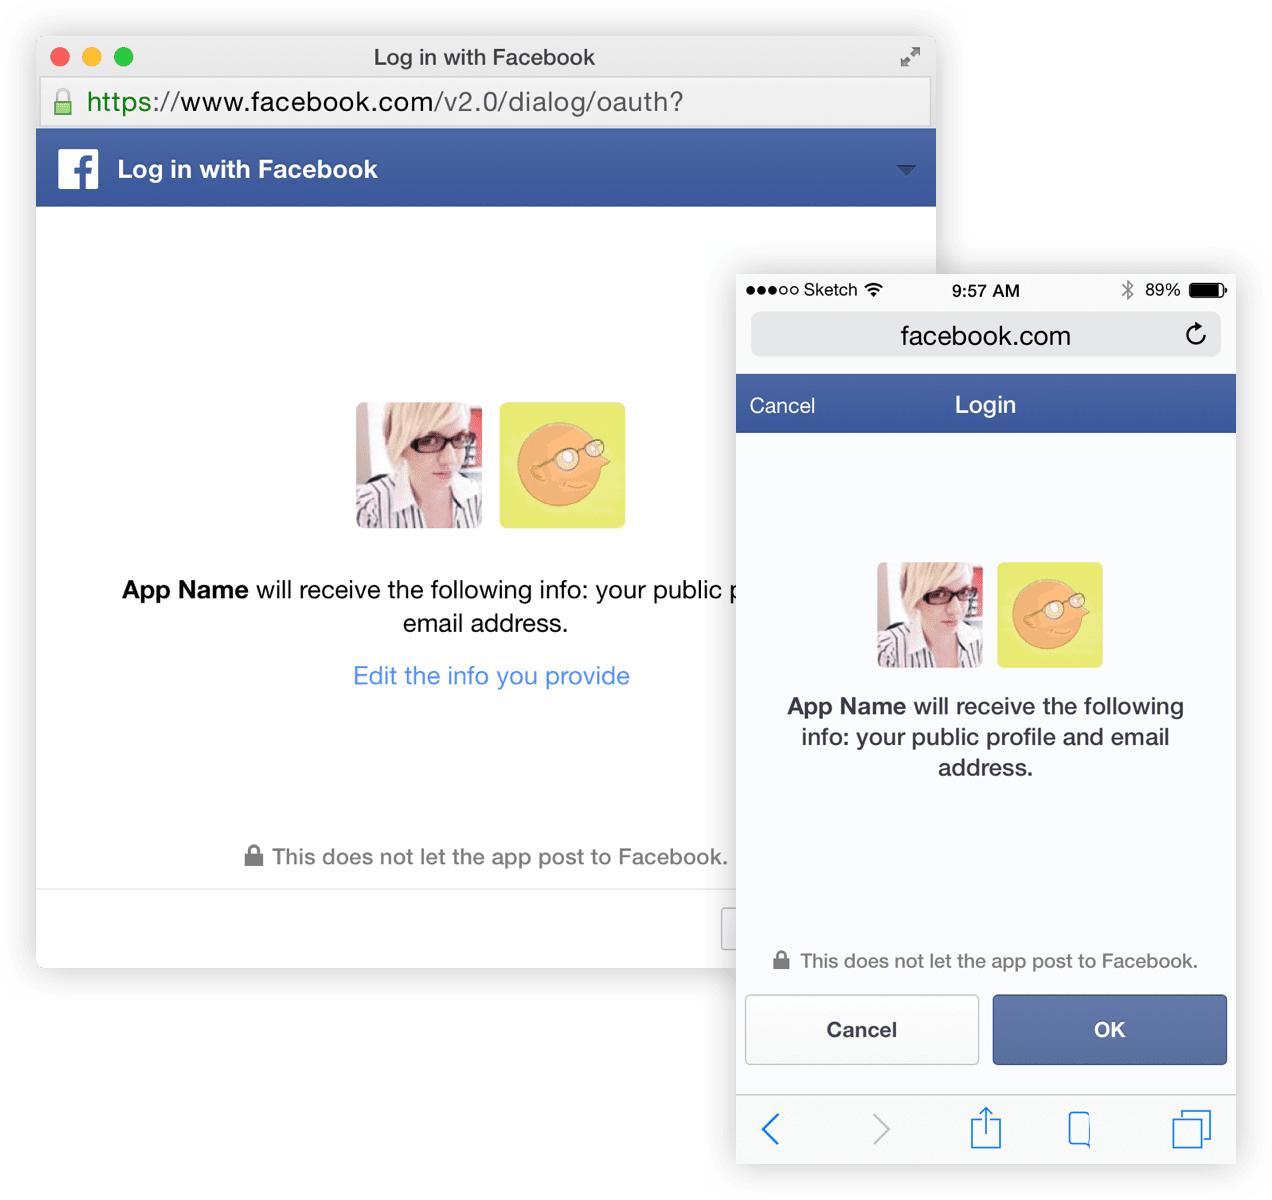 Log in with Facebook
https://www.facebook.com/v2.0/dialog/oauth?
Log in with Facebook
App Name will receive the following info: your public
email address.
Edit the info you provide
This does not let the app post to Facebook.
Sketch
9:57 AM
89%
facebook.com
Cancel
Login
App Name will receive the following
info: your public profile and email
address.
This does not let the app post to Facebook.
Cancel
OK